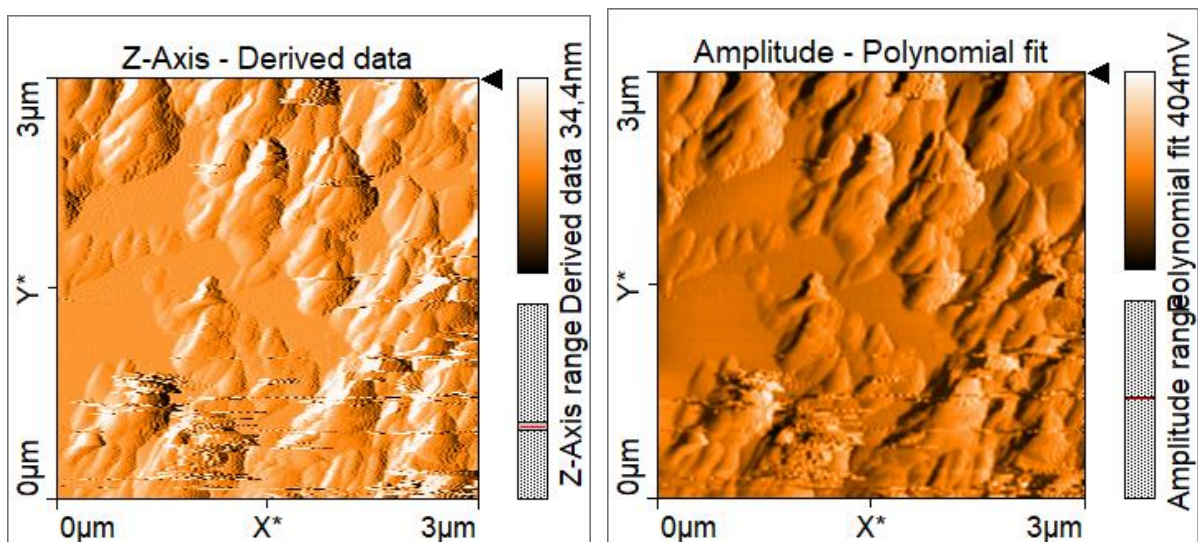 Z-Axis - Derived data
3µm
Y*
0µm
0µm
X*
3µm
Z-Axis range
Derived data 34,4nm
Amplitude - Polynomial fit
3µm
Y*
0µm
0µm
X*
3µm
Amplitude range
Polynomial fit 404mV